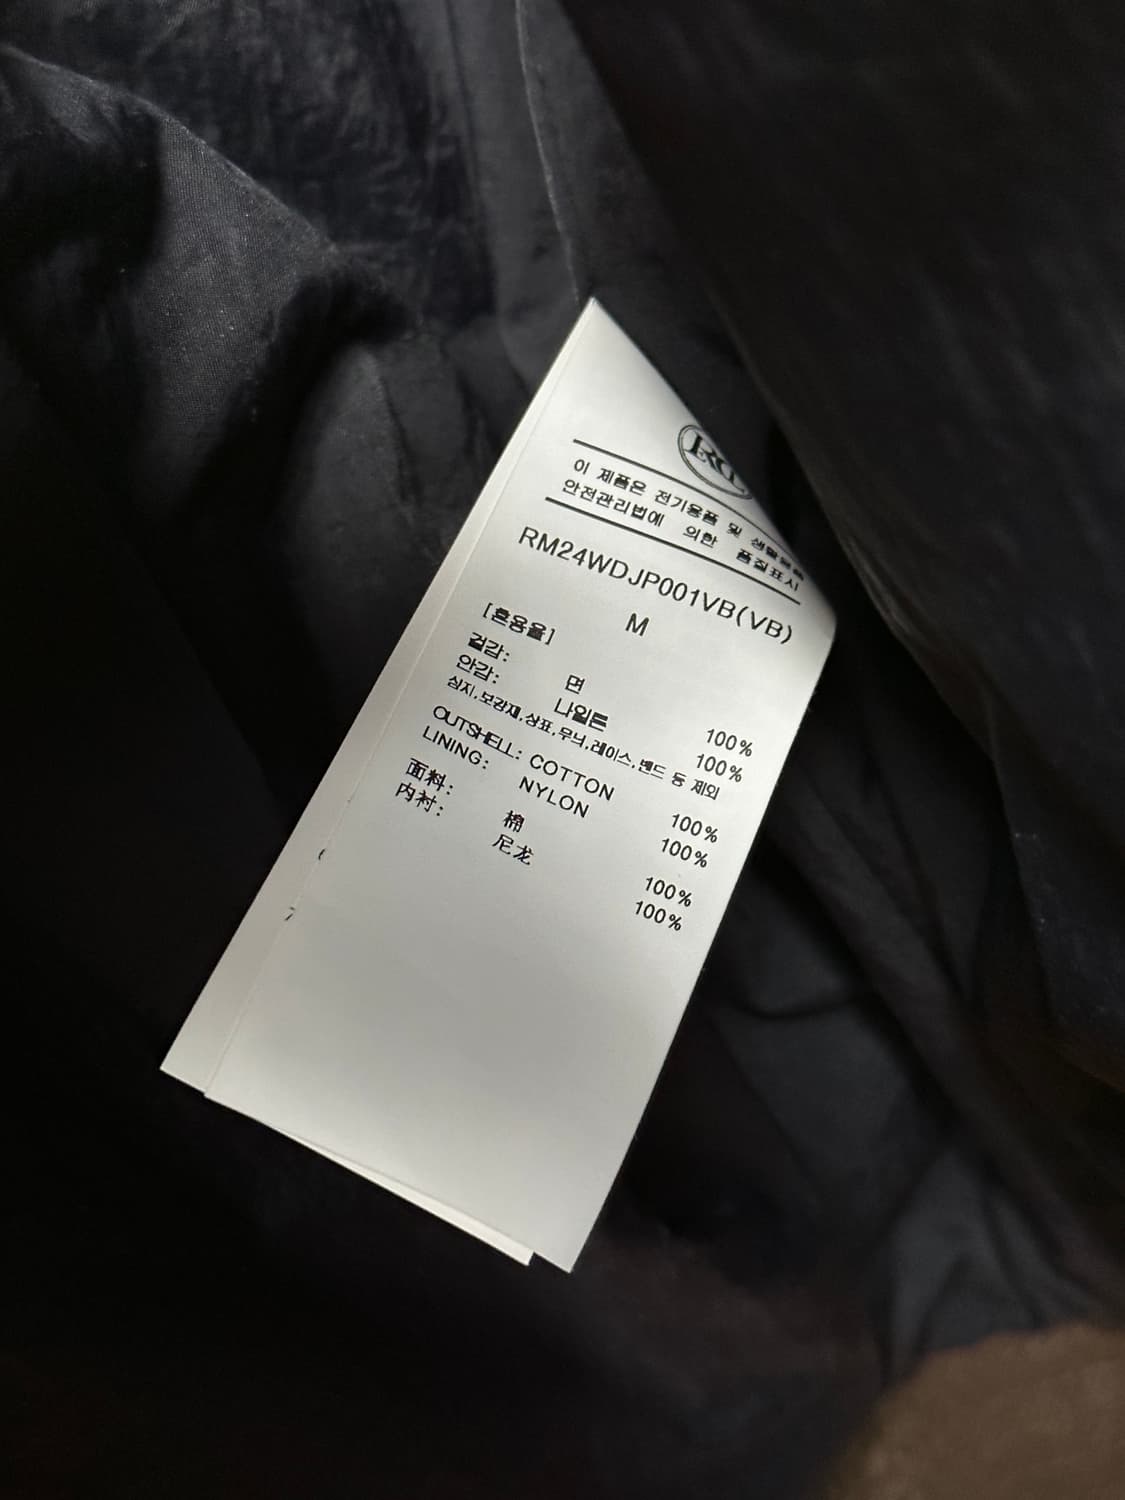 이 제품은 전기용품 및 생활용품
안전관리법에 의한 품질표시
RM24WDJP001VB(VB)
M
[혼용율]
겉감: 면 100%
안감: 나일론 100%
심지,보강재,상표,무늬,레이스,밴드 등 제외
OUTSHELL: COTTON 100%
LINING: NYLON 100%
面料: 棉 100%
内衬: 尼龙 100%